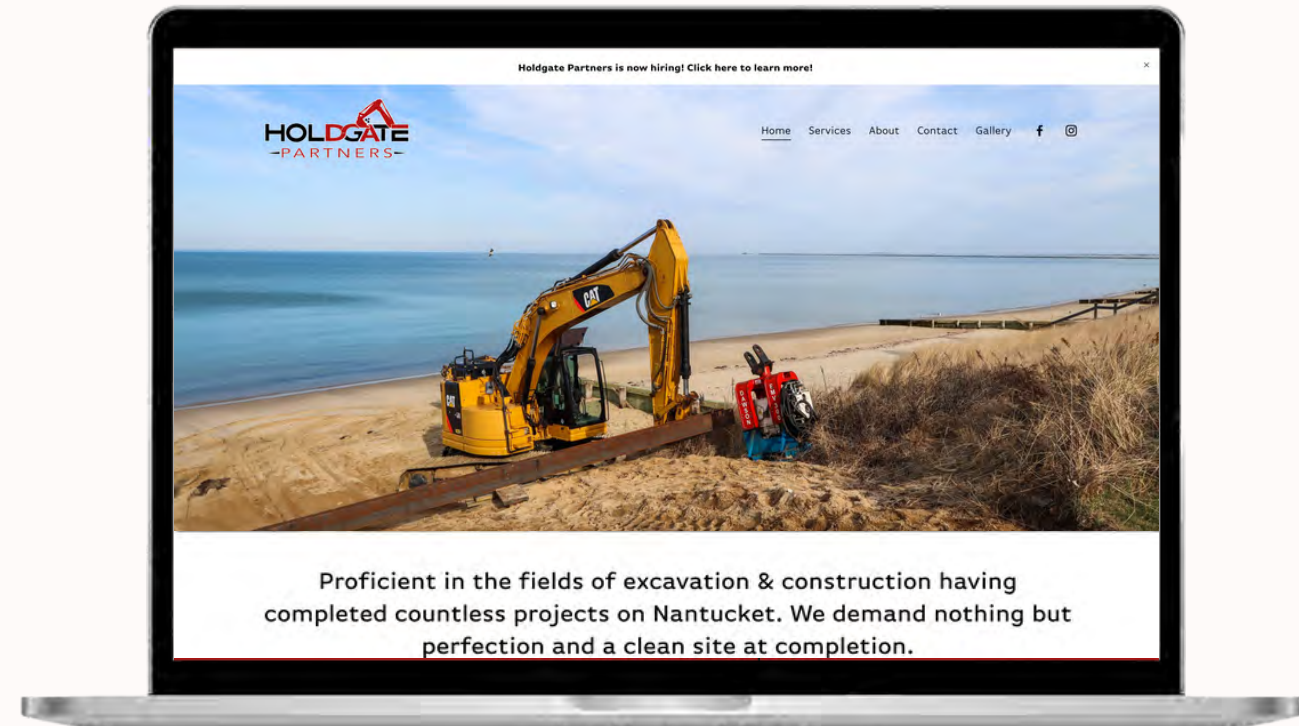 Holdgate Partners is now hiring! Click here to learn more!
HOLDGATE
PARTNERS
Home Services About Contact Gallery
CAT
CAT
DAWSON
Proficient in the fields of excavation & construction having
completed countless projects on Nantucket. We demand nothing but
perfection and a clean site at completion.